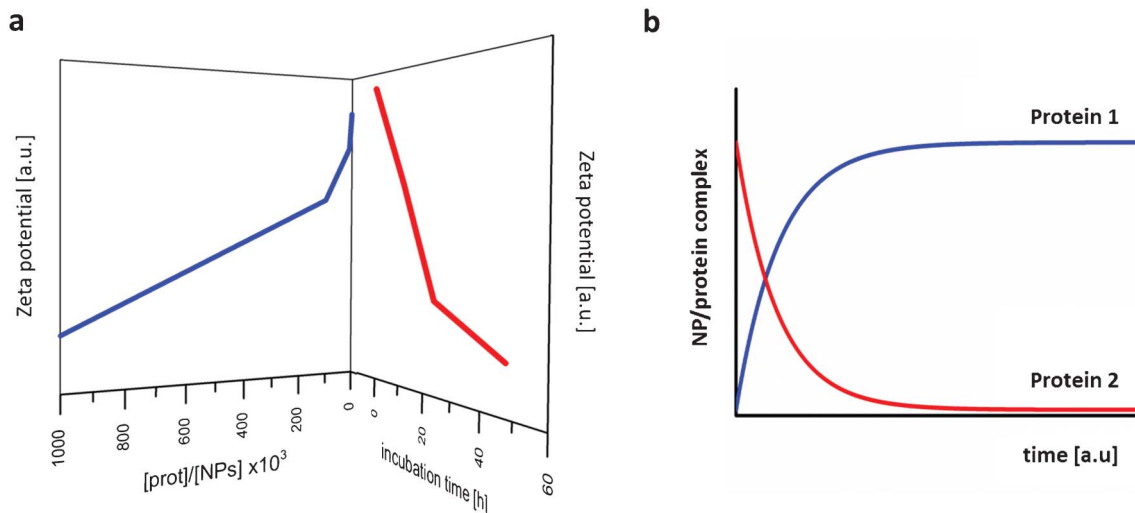 a
Zeta potential [a.u.]
1000
800
600
400
200
0
[prot]/[NPs] x10³
0
20
40
60
incubation time [h]
Zeta potential [a.u.]
b
NP/protein complex
Protein 1
Protein 2
time [a.u]